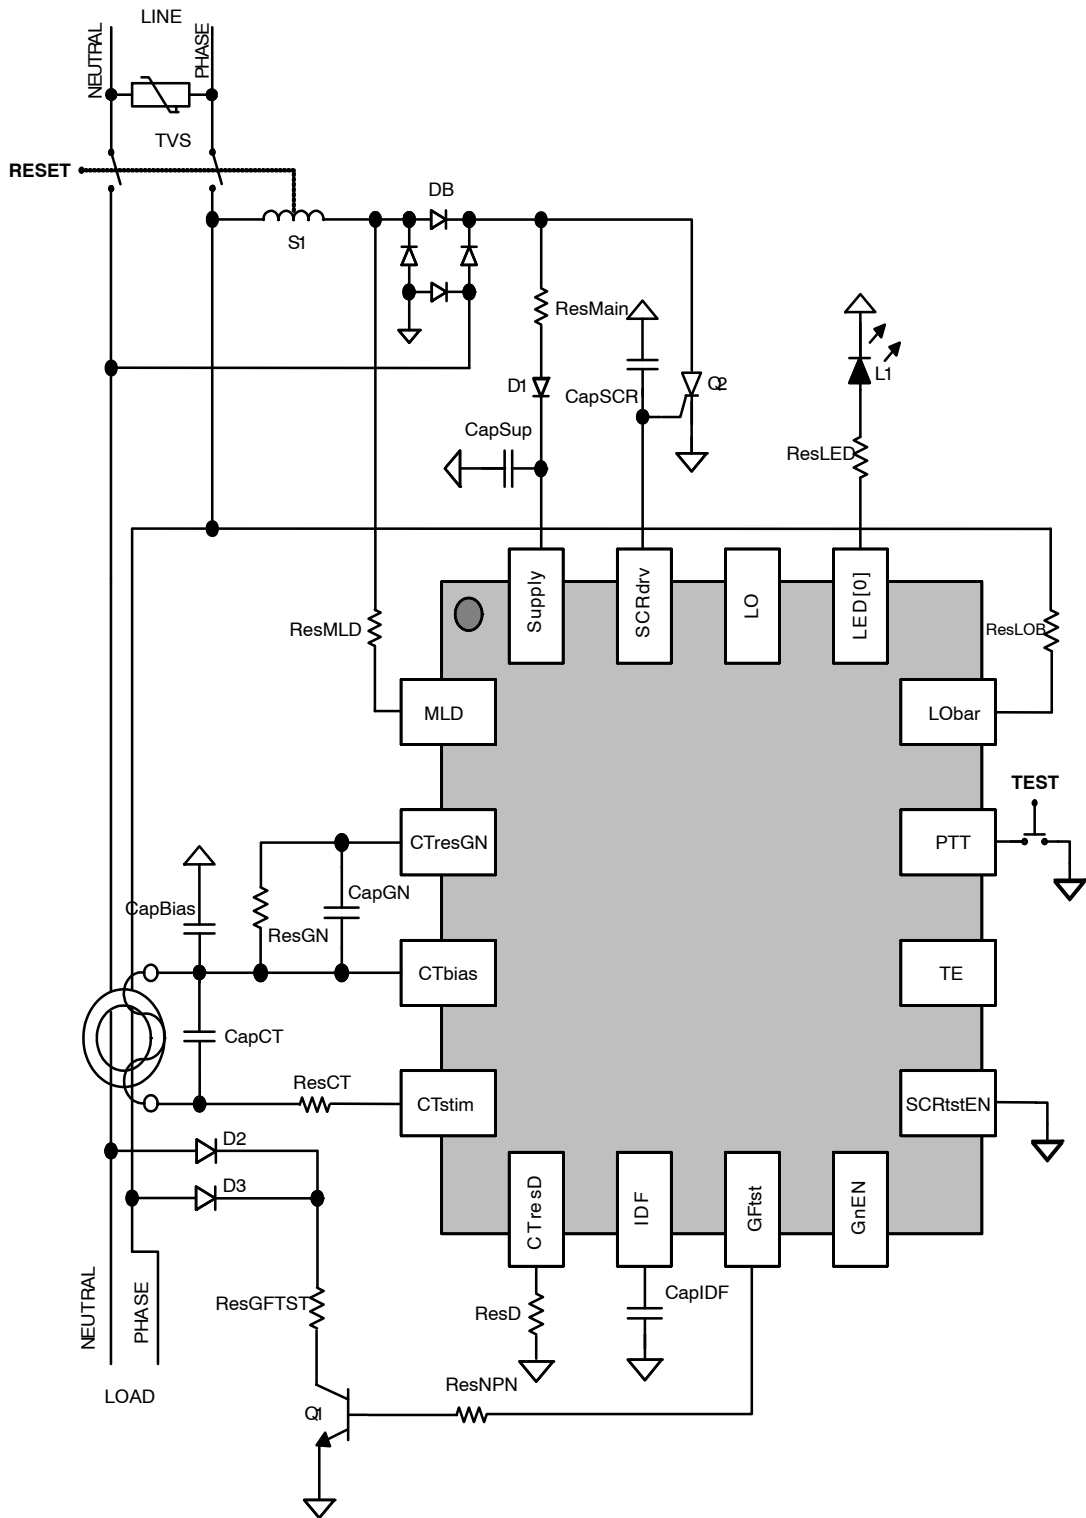 LINE
NEUTRAL
PHASE
TVS
RESET
DB
S1
ResMain
D1
CapSCR
Q2
L1
CapSup
ResLED
Supply
SCRdrv
LO
LED[0]
ResMLD
ResLOB
MLD
LObar
TEST
CTresGN
PTT
CapGN
CapBias
ResGN
CTbias
TE
CapCT
ResCT
CTstim
SCRtstEN
D2
D3
CTresD
IDF
GFtst
GnEN
NEUTRAL
PHASE
ResGFTST
ResD
CapIDF
LOAD
ResNPN
Q1